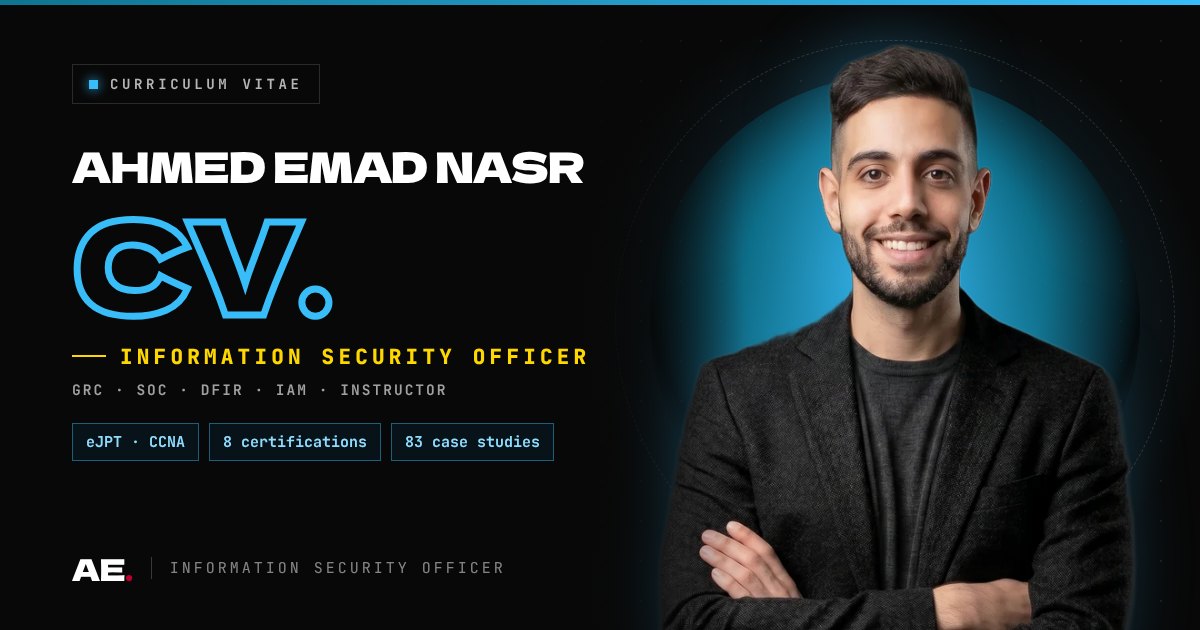 CURRICULUM VITAE
AHMED EMAD NASR
CV.
INFORMATION SECURITY OFFICER
GRC · SOC · DFIR · IAM · INSTRUCTOR
eJPT · CCNA
8 certifications
83 case studies
AE.
INFORMATION SECURITY OFFICER